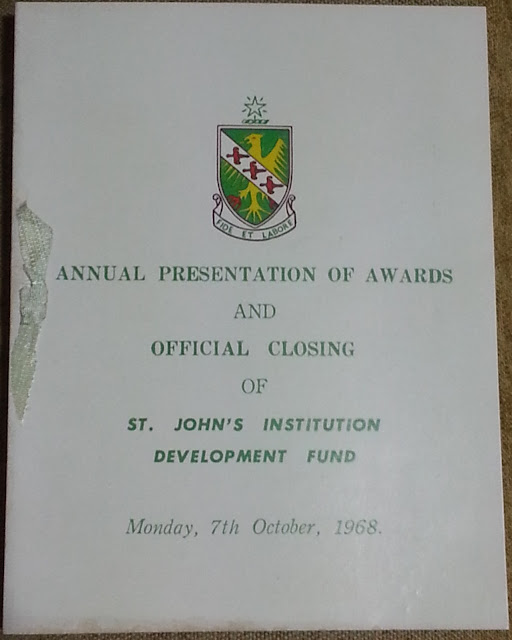 FIDE ET LABORE
ANNUAL PRESENTATION OF AWARDS
AND
OFFICIAL CLOSING
OF
ST. JOHN'S INSTITUTION
DEVELOPMENT FUND
Monday, 7th October, 1968.